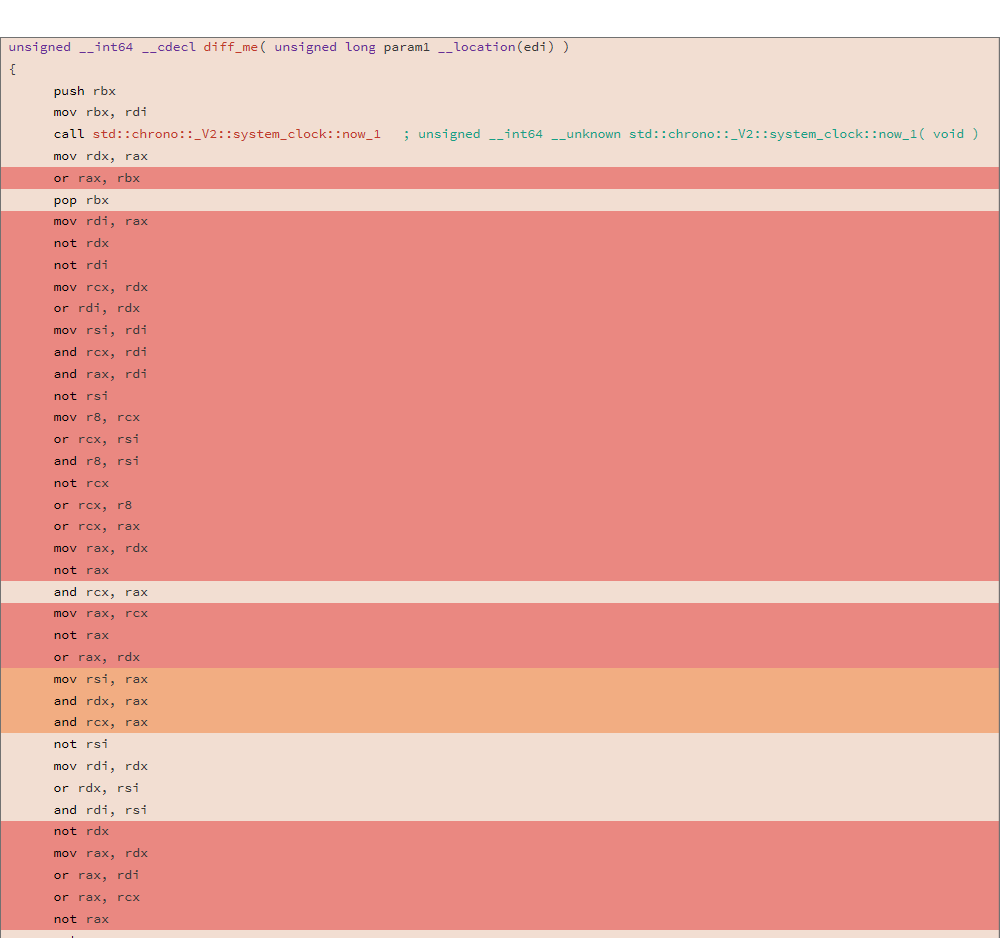 unsigned __int64 __cdecl diff_me( unsigned long param1 __location(edi) )
{
push rbx
mov rbx, rdi
call std::chrono::_V2::system_clock::now_1 ; unsigned __int64 __unknown std::chrono::_V2::system_clock::now_1( void )
mov rdx, rax
or rax, rbx
pop rbx
mov rdi, rax
not rdx
not rdi
mov rcx, rdx
or rdi, rdx
mov rsi, rdi
and rcx, rdi
and rax, rdi
not rsi
mov r8, rcx
or rcx, rsi
and r8, rsi
not rcx
or rcx, r8
or rcx, rax
mov rax, rdx
not rax
and rcx, rax
mov rax, rcx
not rax
or rax, rdx
mov rsi, rax
and rdx, rax
and rcx, rax
not rsi
mov rdi, rdx
or rdx, rsi
and rdi, rsi
not rdx
mov rax, rdx
or rax, rdi
or rax, rcx
not rax